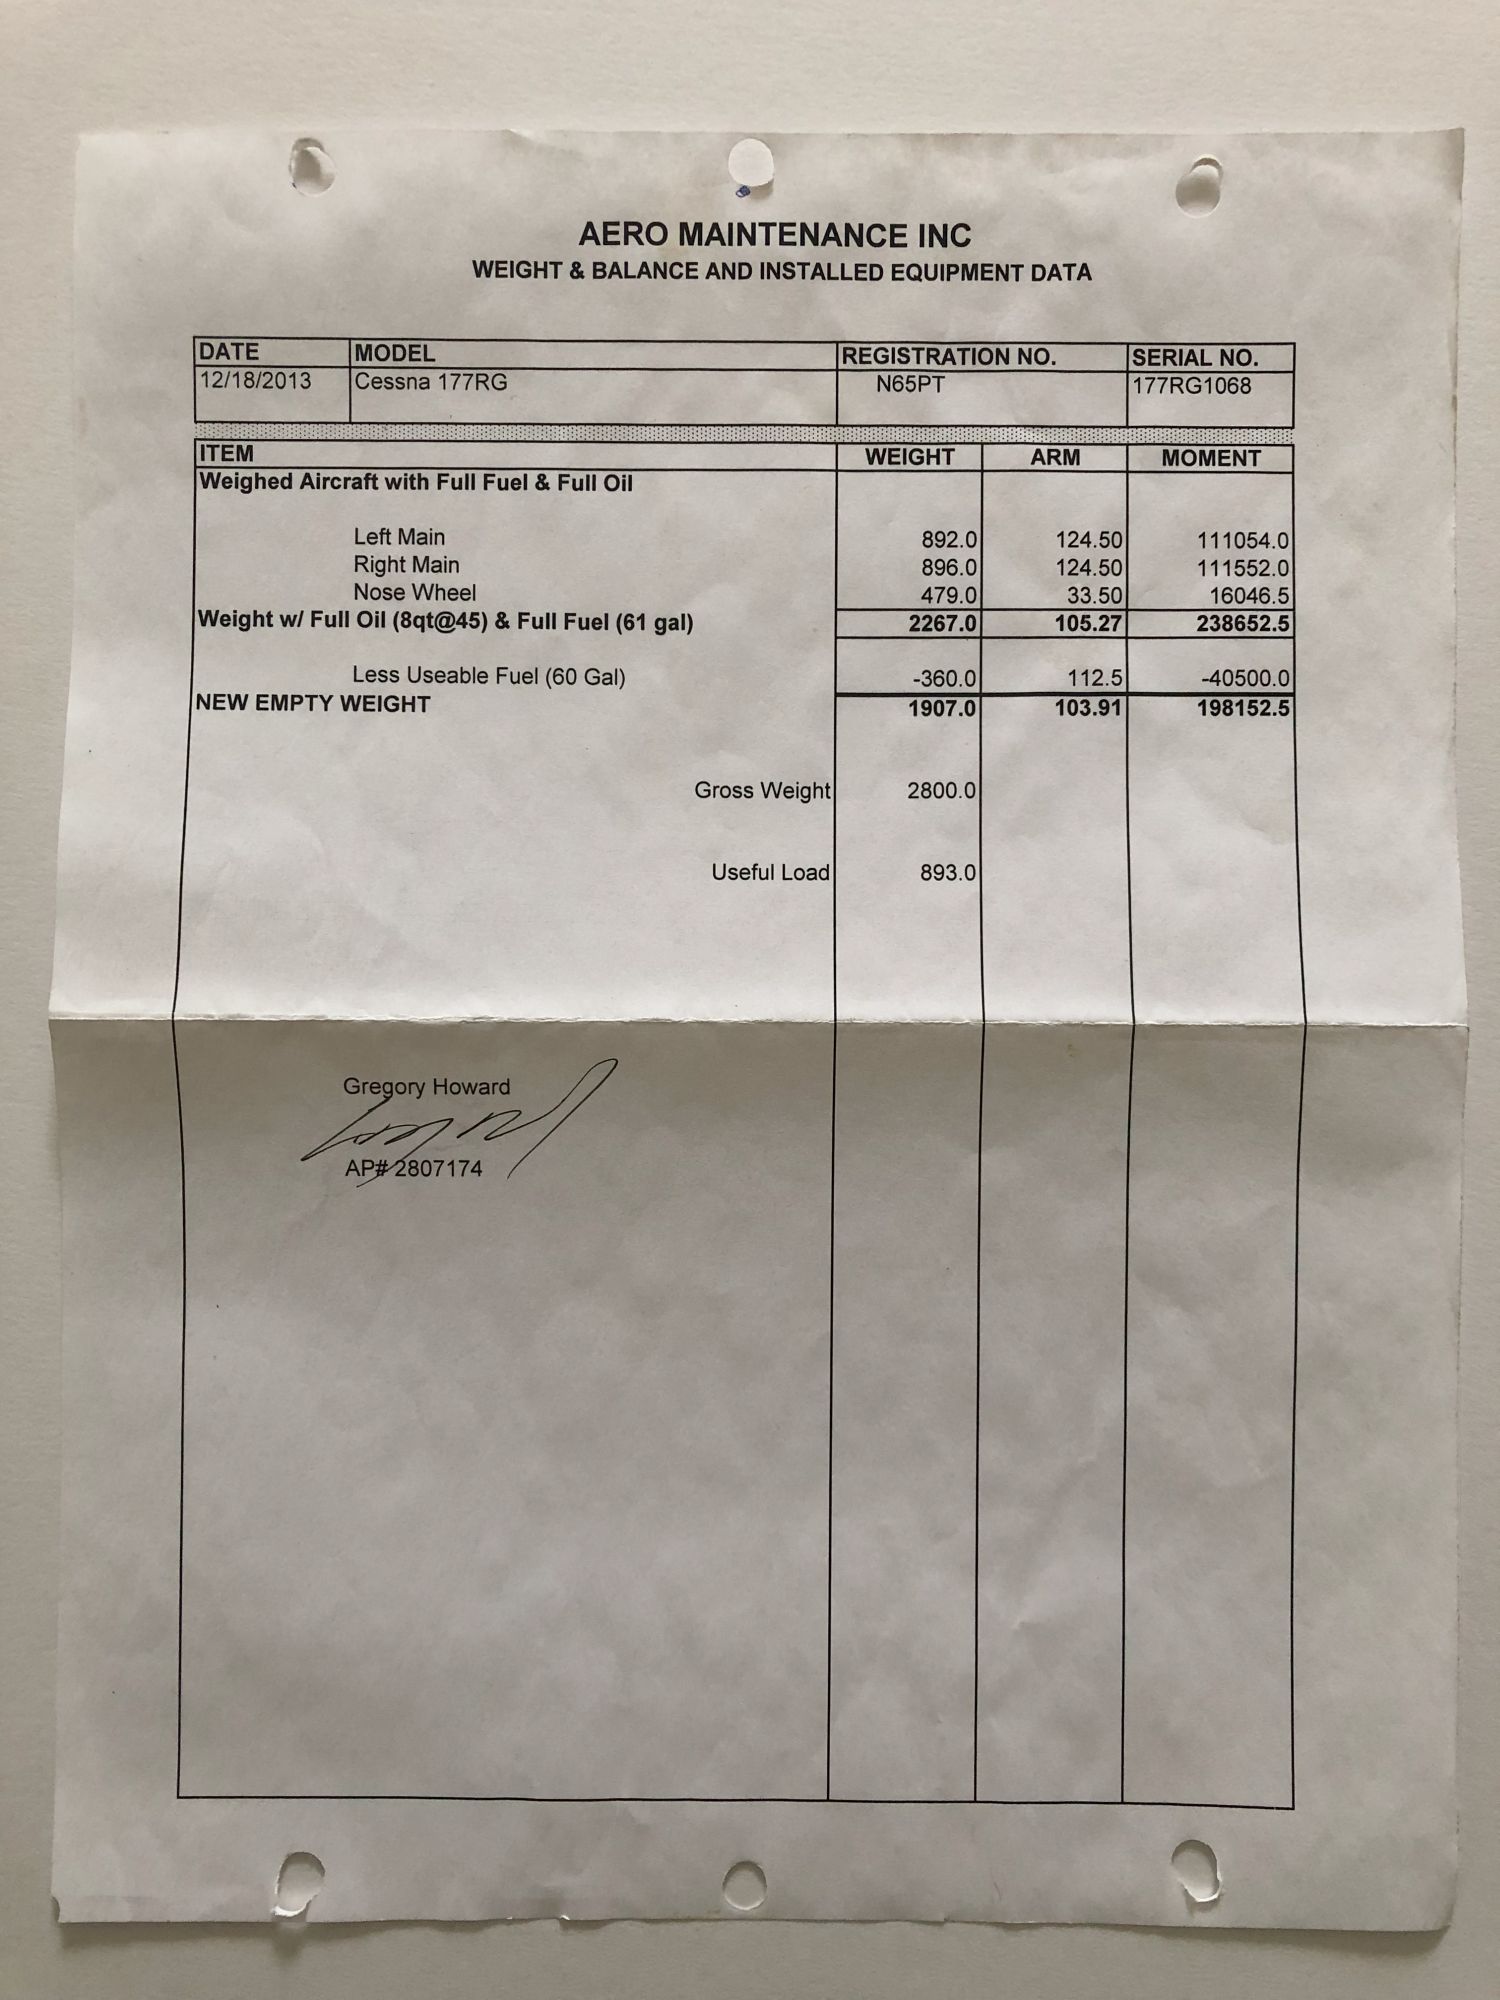 AERO MAINTENANCE INC
WEIGHT & BALANCE AND INSTALLED EQUIPMENT DATA
DATE MODEL REGISTRATION NO. SERIAL NO.
12/18/2013 Cessna 177RG N65PT 177RG1068
ITEM WEIGHT ARM MOMENT
Weighed Aircraft with Full Fuel & Full Oil
Left Main 892.0 124.50 111054.0
Right Main 896.0 124.50 111552.0
Nose Wheel 479.0 33.50 16046.5
Weight w/ Full Oil (8qt@45) & Full Fuel (61 gal) 2267.0 105.27 238652.5
Less Useable Fuel (60 Gal) -360.0 112.5 -40500.0
NEW EMPTY WEIGHT 1907.0 103.91 198152.5
Gross Weight 2800.0
Useful Load 893.0
Gregory Howard
AP# 2807174